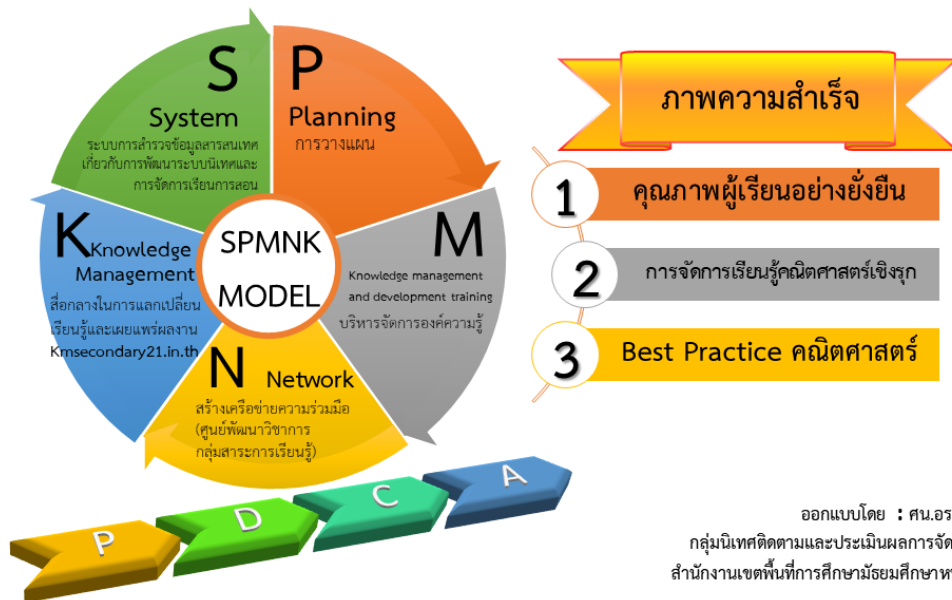 S
System
ระบบการสำรวจข้อมูลสารสนเทศ
เกี่ยวกับการพัฒนาระบบนิเทศและ
การจัดการเรียนการสอน
P
Planning
การวางแผน
M
Knowledge management
and development training
บริหารจัดการองค์ความรู้
N Network
สร้างเครือข่ายความร่วมมือ
(ศูนย์พัฒนาวิชาการ
กลุ่มสาระการเรียนรู้)
K Knowledge
Management
สื่อกลางในการแลกเปลี่ยน
เรียนรู้และเผยแพร่ผลงาน
Kmsecondary21.in.th
SPMNK
MODEL
P D C A
ภาพความสำเร็จ
1 คุณภาพผู้เรียนอย่างยั่งยืน
2 การจัดการเรียนรู้คณิตศาสตร์เชิงรุก
3 Best Practice คณิตศาสตร์
ออกแบบโดย : ศน.อร
กลุ่มนิเทศติดตามและประเมินผลการจัด
สำนักงานเขตพื้นที่การศึกษามัธยมศึกษา